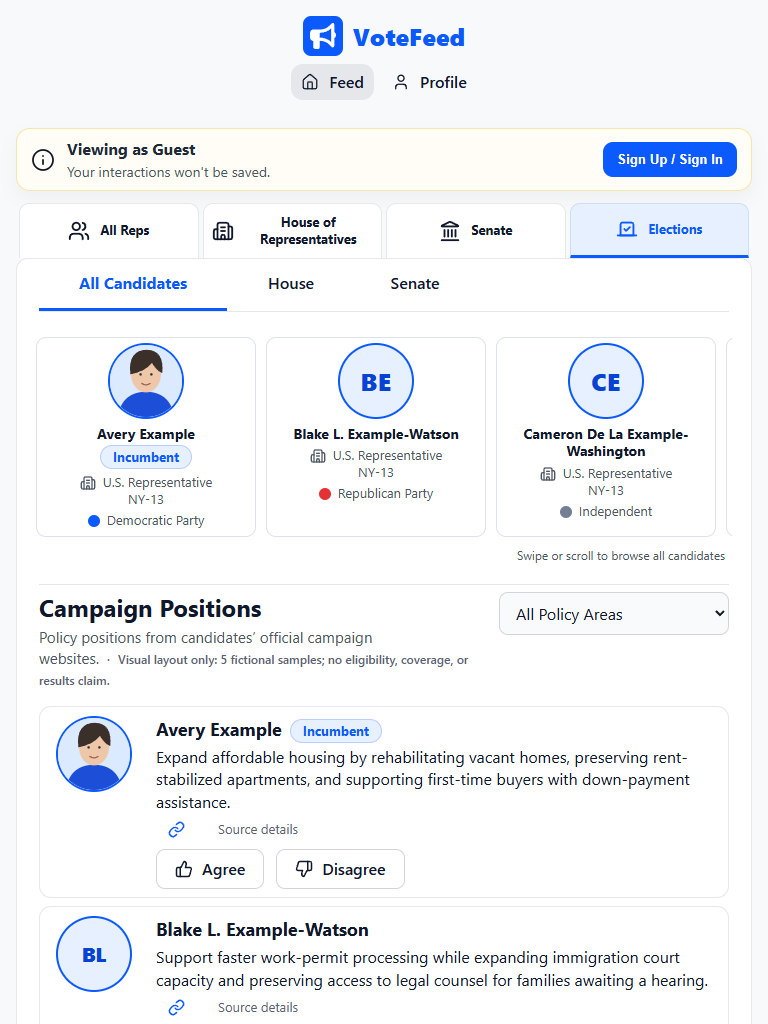 VoteFeed
Feed
Profile
Viewing as Guest
Your interactions won't be saved.
Sign Up / Sign In
All Reps
House of
Representatives
Senate
Elections
All Candidates
House
Senate
Avery Example
Incumbent
U.S. Representative
NY-13
Democratic Party
BE
Blake L. Example-Watson
U.S. Representative
NY-13
Republican Party
CE
Cameron De La Example-
Washington
U.S. Representative
NY-13
Independent
Swipe or scroll to browse all candidates
Campaign Positions
All Policy Areas
Policy positions from candidates’ official campaign
websites. · Visual layout only: 5 fictional samples; no eligibility, coverage, or
results claim.
Avery Example
Incumbent
Expand affordable housing by rehabilitating vacant homes, preserving rent-
stabilized apartments, and supporting first-time buyers with down-payment
assistance.
Source details
Agree
Disagree
BL
Blake L. Example-Watson
Support faster work-permit processing while expanding immigration court
capacity and preserving access to legal counsel for families awaiting a hearing.
Source details